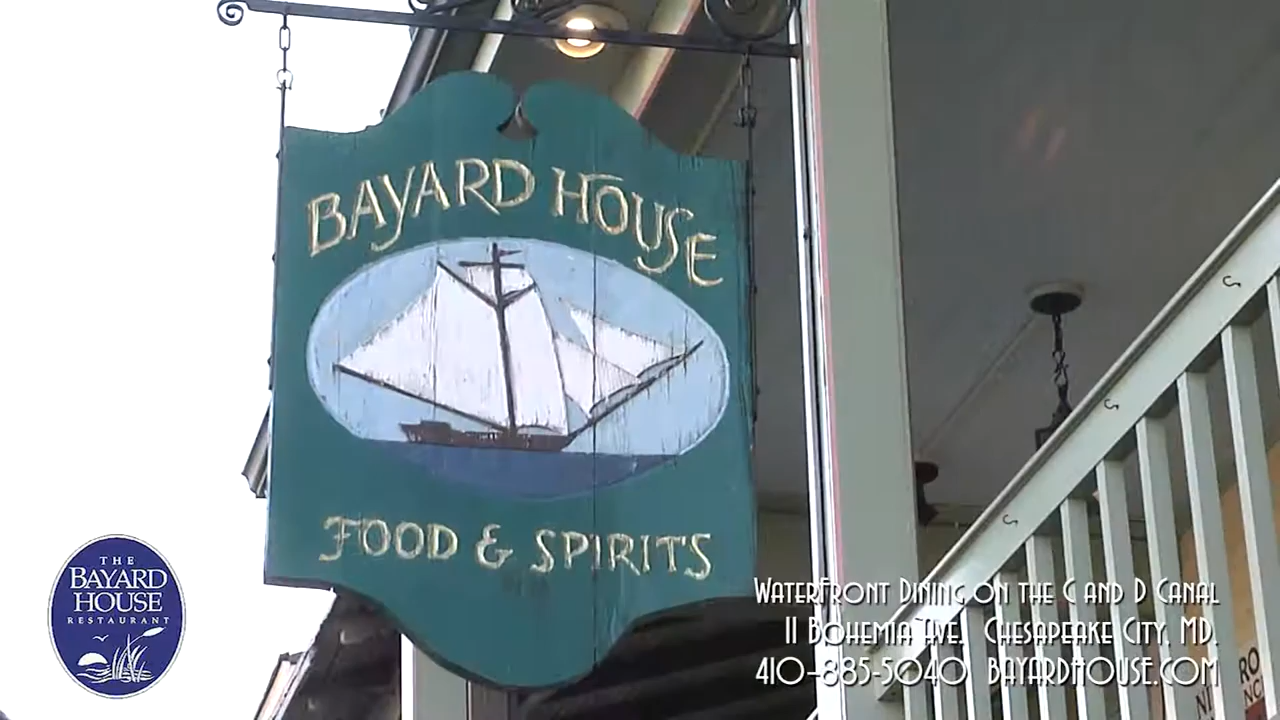 BAYARD HOUSE
FOOD & SPIRITS
THE
BAYARD
HOUSE
RESTAURANT
WATERFRONT DINING ON THE C AND D CANAL
11 BOHEMIA AVE. CHESAPEAKE CITY, MD.
410-885-5040 BAYARDHOUSE.COM